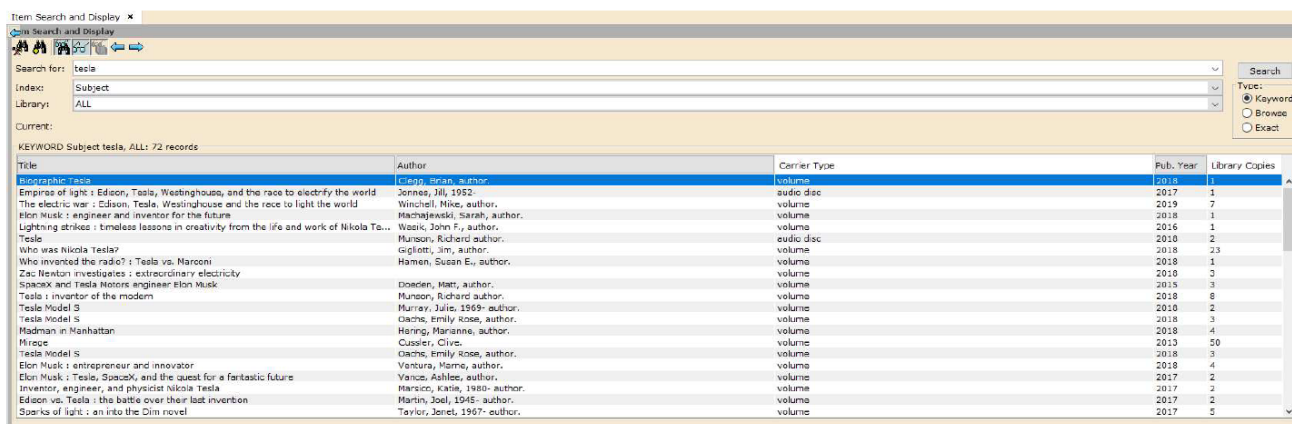 Item Search and Display ×
m Search and Display
Search for: tesla Search
Index: Subject Type:
Library: ALL Keyword
Browse
Current: Exact
KEYWORD Subject tesla, ALL: 72 records
Title Author Carrier Type Pub. Year Library Copies
Biographic Tesla Clegg, Brian, author. volume 2018 1
Empires of light : Edison, Tesla, Westinghouse, and the race to electrify the world Jonnes, Jill, 1952- audio disc 2017 1
The electric war : Edison, Tesla, Westinghouse and the race to light the world Winchell, Mike, author. volume 2019 7
Elon Musk : engineer and inventor for the future Machajewski, Sarah, author. volume 2018 1
Lightning strikes : timeless lessons in creativity from the life and work of Nikola Te... Wasik, John F., author. volume 2016 1
Tesla Munson, Richard author. audio disc 2018 2
Who was Nikola Tesla? Gigliotti, Jim, author. volume 2018 23
Who invented the radio? : Tesla vs. Marconi Hamen, Susan E., author. volume 2018 1
Zac Newton investigates : extraordinary electricity volume 2018 3
SpaceX and Tesla Motors engineer Elon Musk Doeden, Matt, author. volume 2015 3
Tesla : inventor of the modern Munson, Richard author. volume 2018 8
Tesla Model S Murray, Julie, 1969- author. volume 2018 2
Tesla Model S Oachs, Emily Rose, author. volume 2018 3
Madman in Manhattan Hering, Marianne, author. volume 2018 4
Mirage Cussler, Clive. volume 2013 50
Tesla Model S Oachs, Emily Rose, author. volume 2018 3
Elon Musk : entrepreneur and innovator Ventura, Marne, author. volume 2018 4
Elon Musk : Tesla, SpaceX, and the quest for a fantastic future Vance, Ashlee, author. volume 2017 2
Inventor, engineer, and physicist Nikola Tesla Marsico, Katie, 1980- author. volume 2017 2
Edison vs. Tesla : the battle over their last invention Martin, Joel, 1945- author. volume 2017 2
Sparks of light : an into the Dim novel Taylor, Janet, 1967- author. volume 2017 5